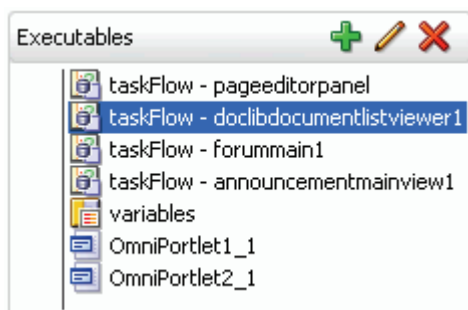 Executables
taskFlow - pageeditorpanel
taskFlow - doclibdocumentlistviewer1
taskFlow - forummain1
taskFlow - announcementmainview1
variables
OmniPortlet1_1
OmniPortlet2_1